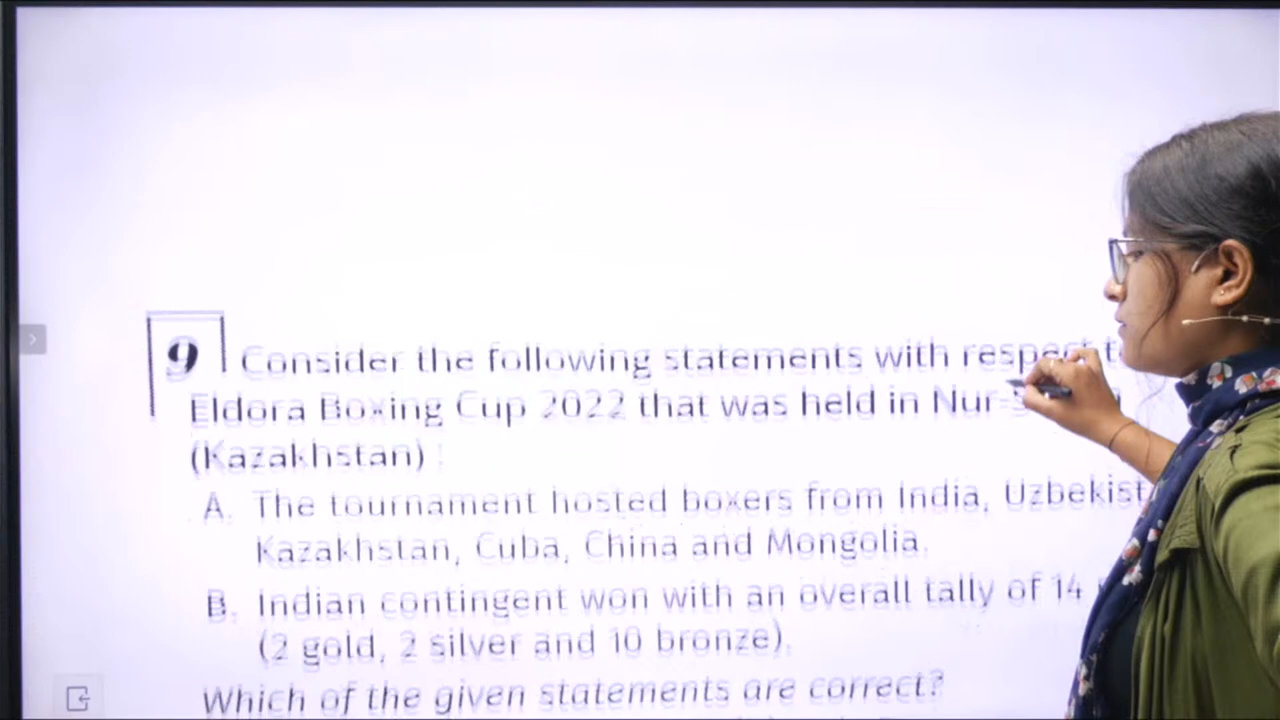 9 Consider the following statements with respect
Eldora Boxing Cup 2022 that was held in
(Kazakhstan) :
A. The tournament hosted boxers from India,
Kazakhstan, Cuba, China and Mongolia.
B. Indian contingent won with an overall tally of 14
(2 gold, 2 silver and 10 bronze).
Which of the given statements are correct?